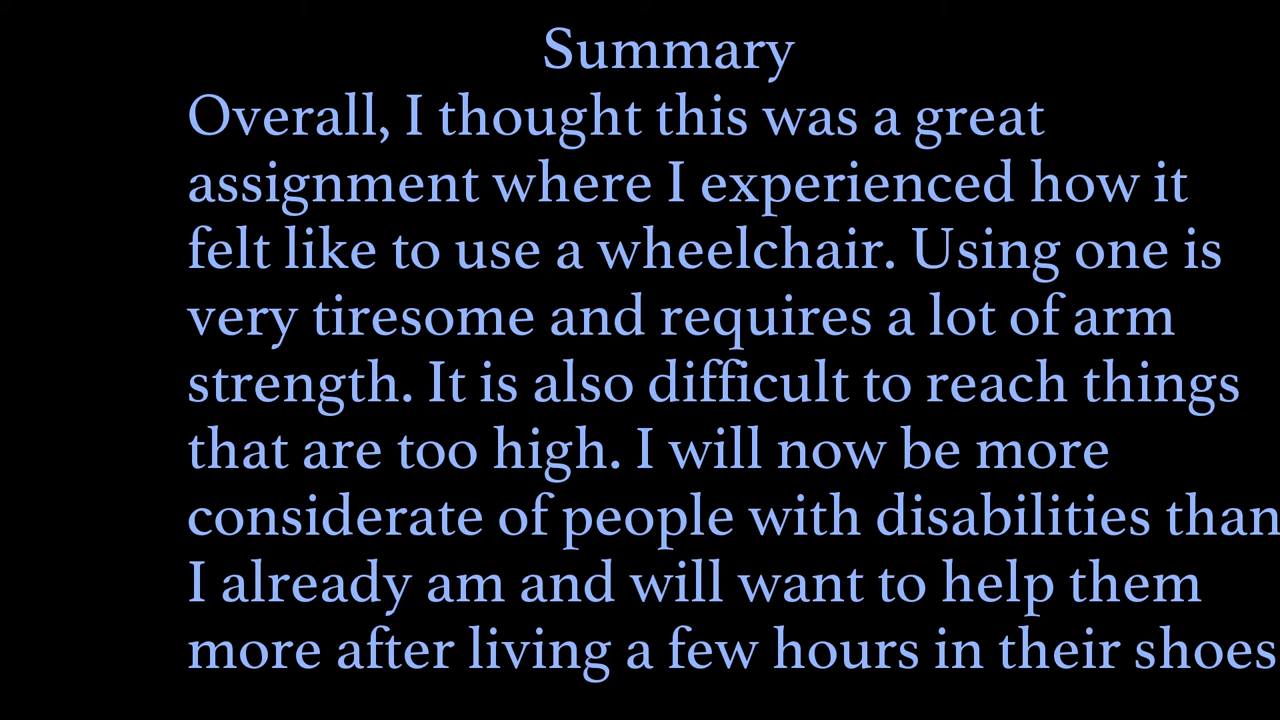 Summary
Overall, I thought this was a great
assignment where I experienced how it
felt like to use a wheelchair. Using one is
very tiresome and requires a lot of arm
strength. It is also difficult to reach things
that are too high. I will now be more
considerate of people with disabilities than
I already am and will want to help them
more after living a few hours in their shoes